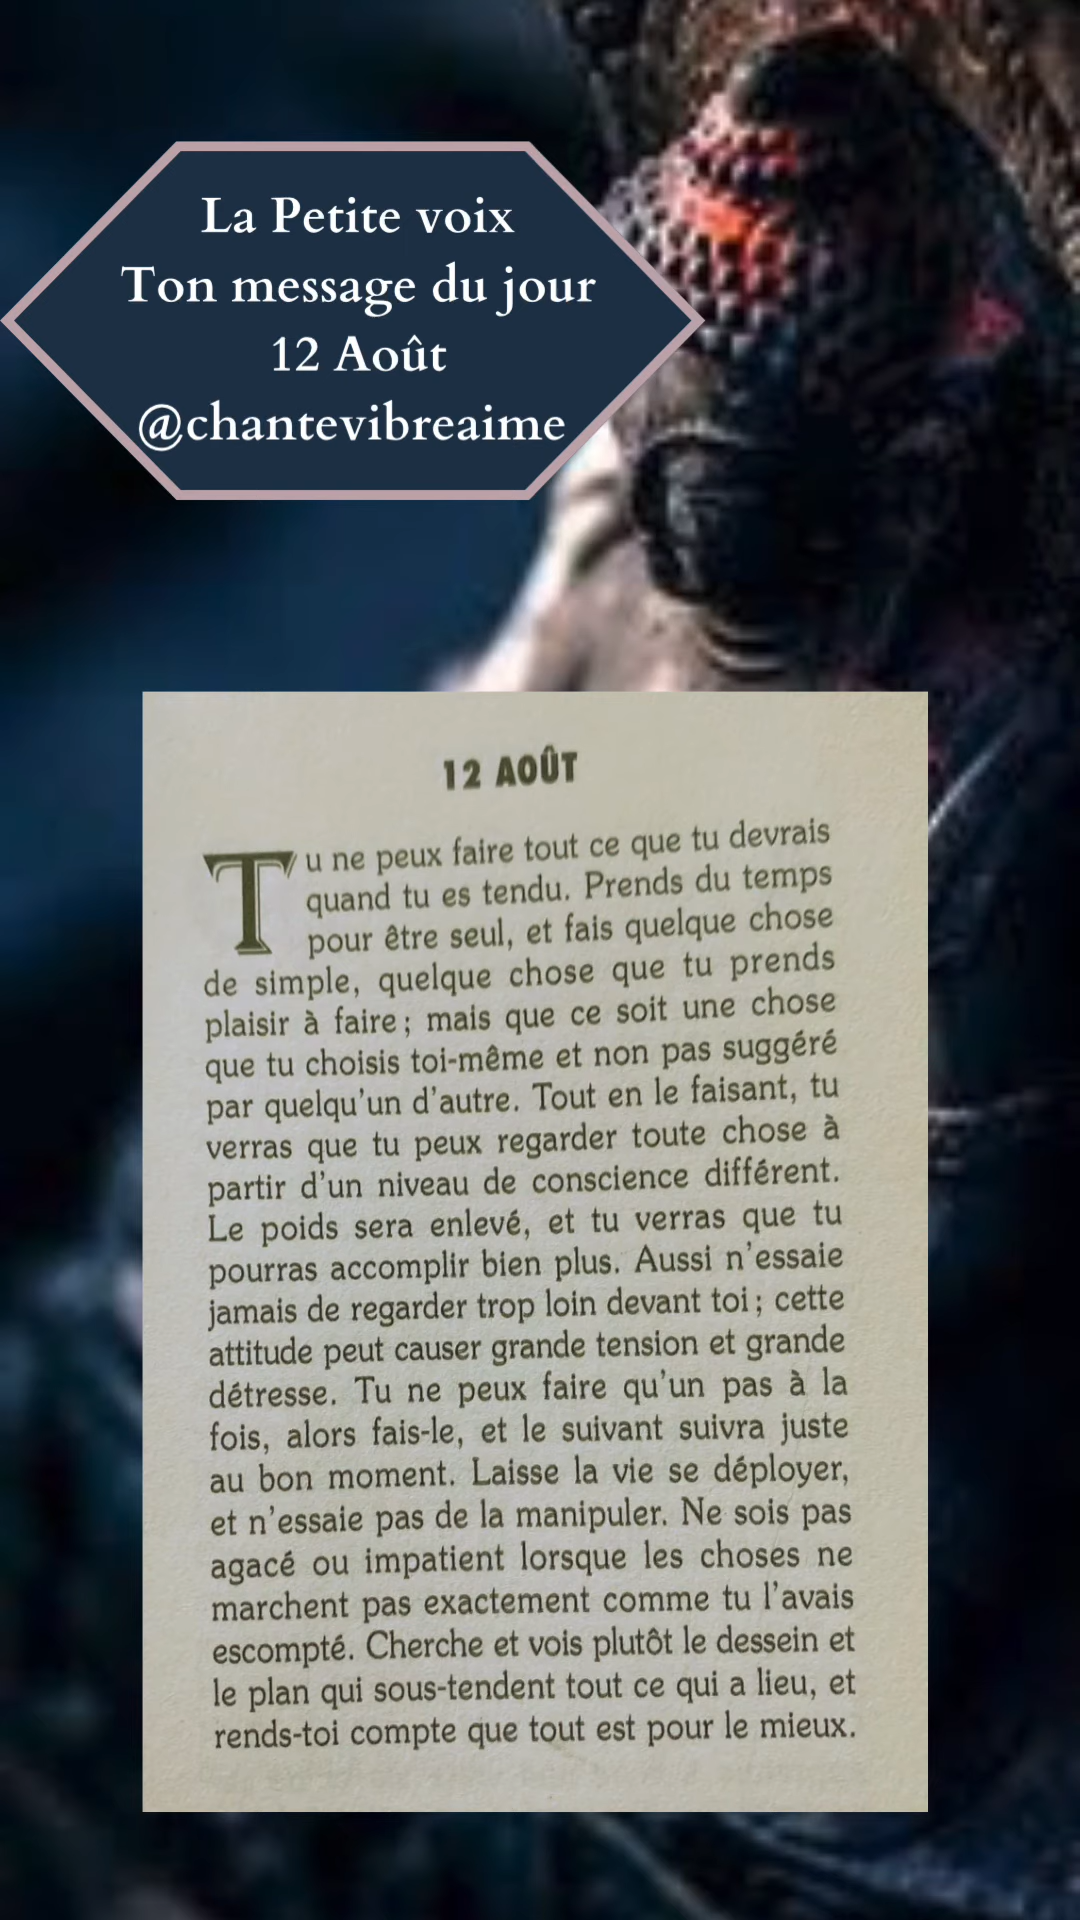 La Petite voix
Ton message du jour
12 Août
@chantevibreaime
12 AOÛT
Tu ne peux faire tout ce que tu devrais
quand tu es tendu. Prends du temps
pour être seul, et fais quelque chose
de simple, quelque chose que tu prends
plaisir à faire ; mais que ce soit une chose
que tu choisis toi-même et non pas suggéré
par quelqu'un d'autre. Tout en le faisant, tu
verras que tu peux regarder toute chose à
partir d'un niveau de conscience différent.
Le poids sera enlevé, et tu verras que tu
pourras accomplir bien plus. Aussi n'essaie
jamais de regarder trop loin devant toi ; cette
attitude peut causer grande tension et grande
détresse. Tu ne peux faire qu'un pas à la
fois, alors fais-le, et le suivant suivra juste
au bon moment. Laisse la vie se déployer,
et n'essaie pas de la manipuler. Ne sois pas
agacé ou impatient lorsque les choses ne
marchent pas exactement comme tu l'avais
escompté. Cherche et vois plutôt le dessein et
le plan qui sous-tendent tout ce qui a lieu, et
rends-toi compte que tout est pour le mieux.